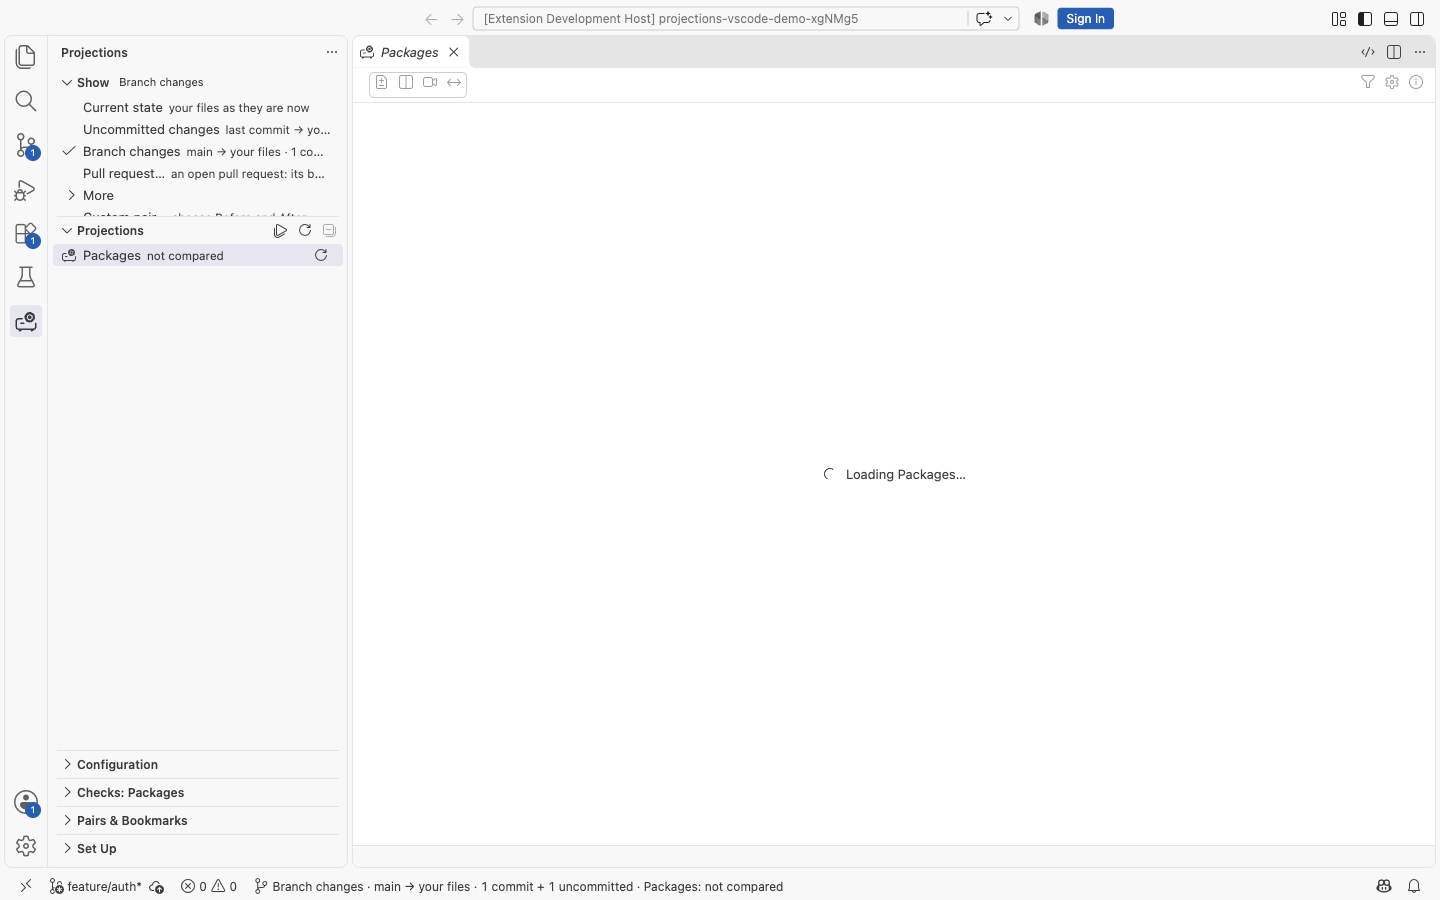 [Extension Development Host] projections-vscode-demo-xgNMg5
Sign In
Projections
Packages
Show Branch changes
Current state your files as they are now
Uncommitted changes last commit → yo...
Branch changes main → your files · 1 co...
Pull request... an open pull request: its b...
More
Projections
Packages not compared
1
1
Loading Packages...
Configuration
Checks: Packages
Pairs & Bookmarks
Set Up
1
feature/auth* 0 0 Branch changes · main → your files · 1 commit + 1 uncommitted · Packages: not compared